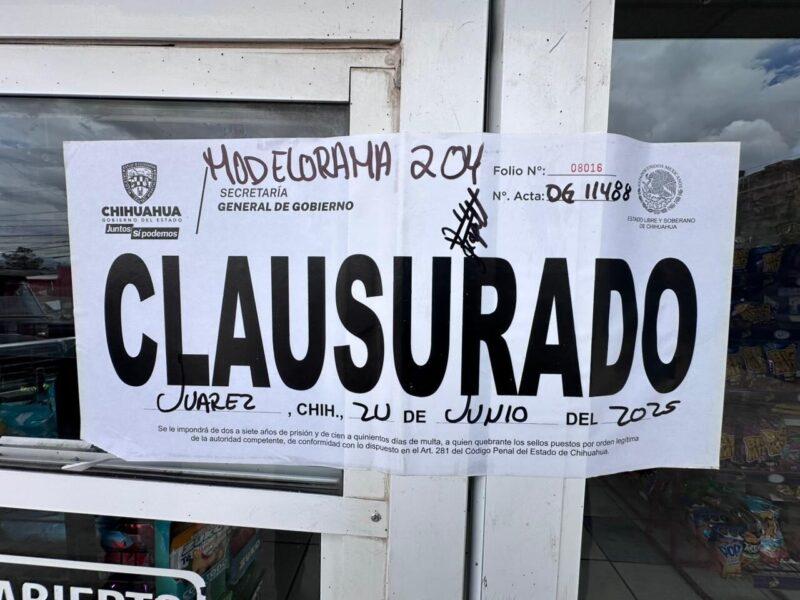 MODELORAMA 204
CHIHUAHUA
GOBIERNO DEL ESTADO
Juntos Sí podemos
SECRETARÍA
GENERAL DE GOBIERNO
Folio Nº: 08016
Nº. Acta: DG 11488
ESTADOS UNIDOS MEXICANOS
ESTADO LIBRE Y SOBERANO
DE CHIHUAHUA
CLAUSURADO
JUAREZ, CHIH., 20 DE JUNIO DEL 2025
Se le impondrá de dos a siete años de prisión y de cien a quinientos días de multa, a quien quebrante los sellos puestos por orden legítima
de la autoridad competente, de conformidad con lo dispuesto en el Art. 281 del Código Penal del Estado de Chihuahua.
ABIERTO